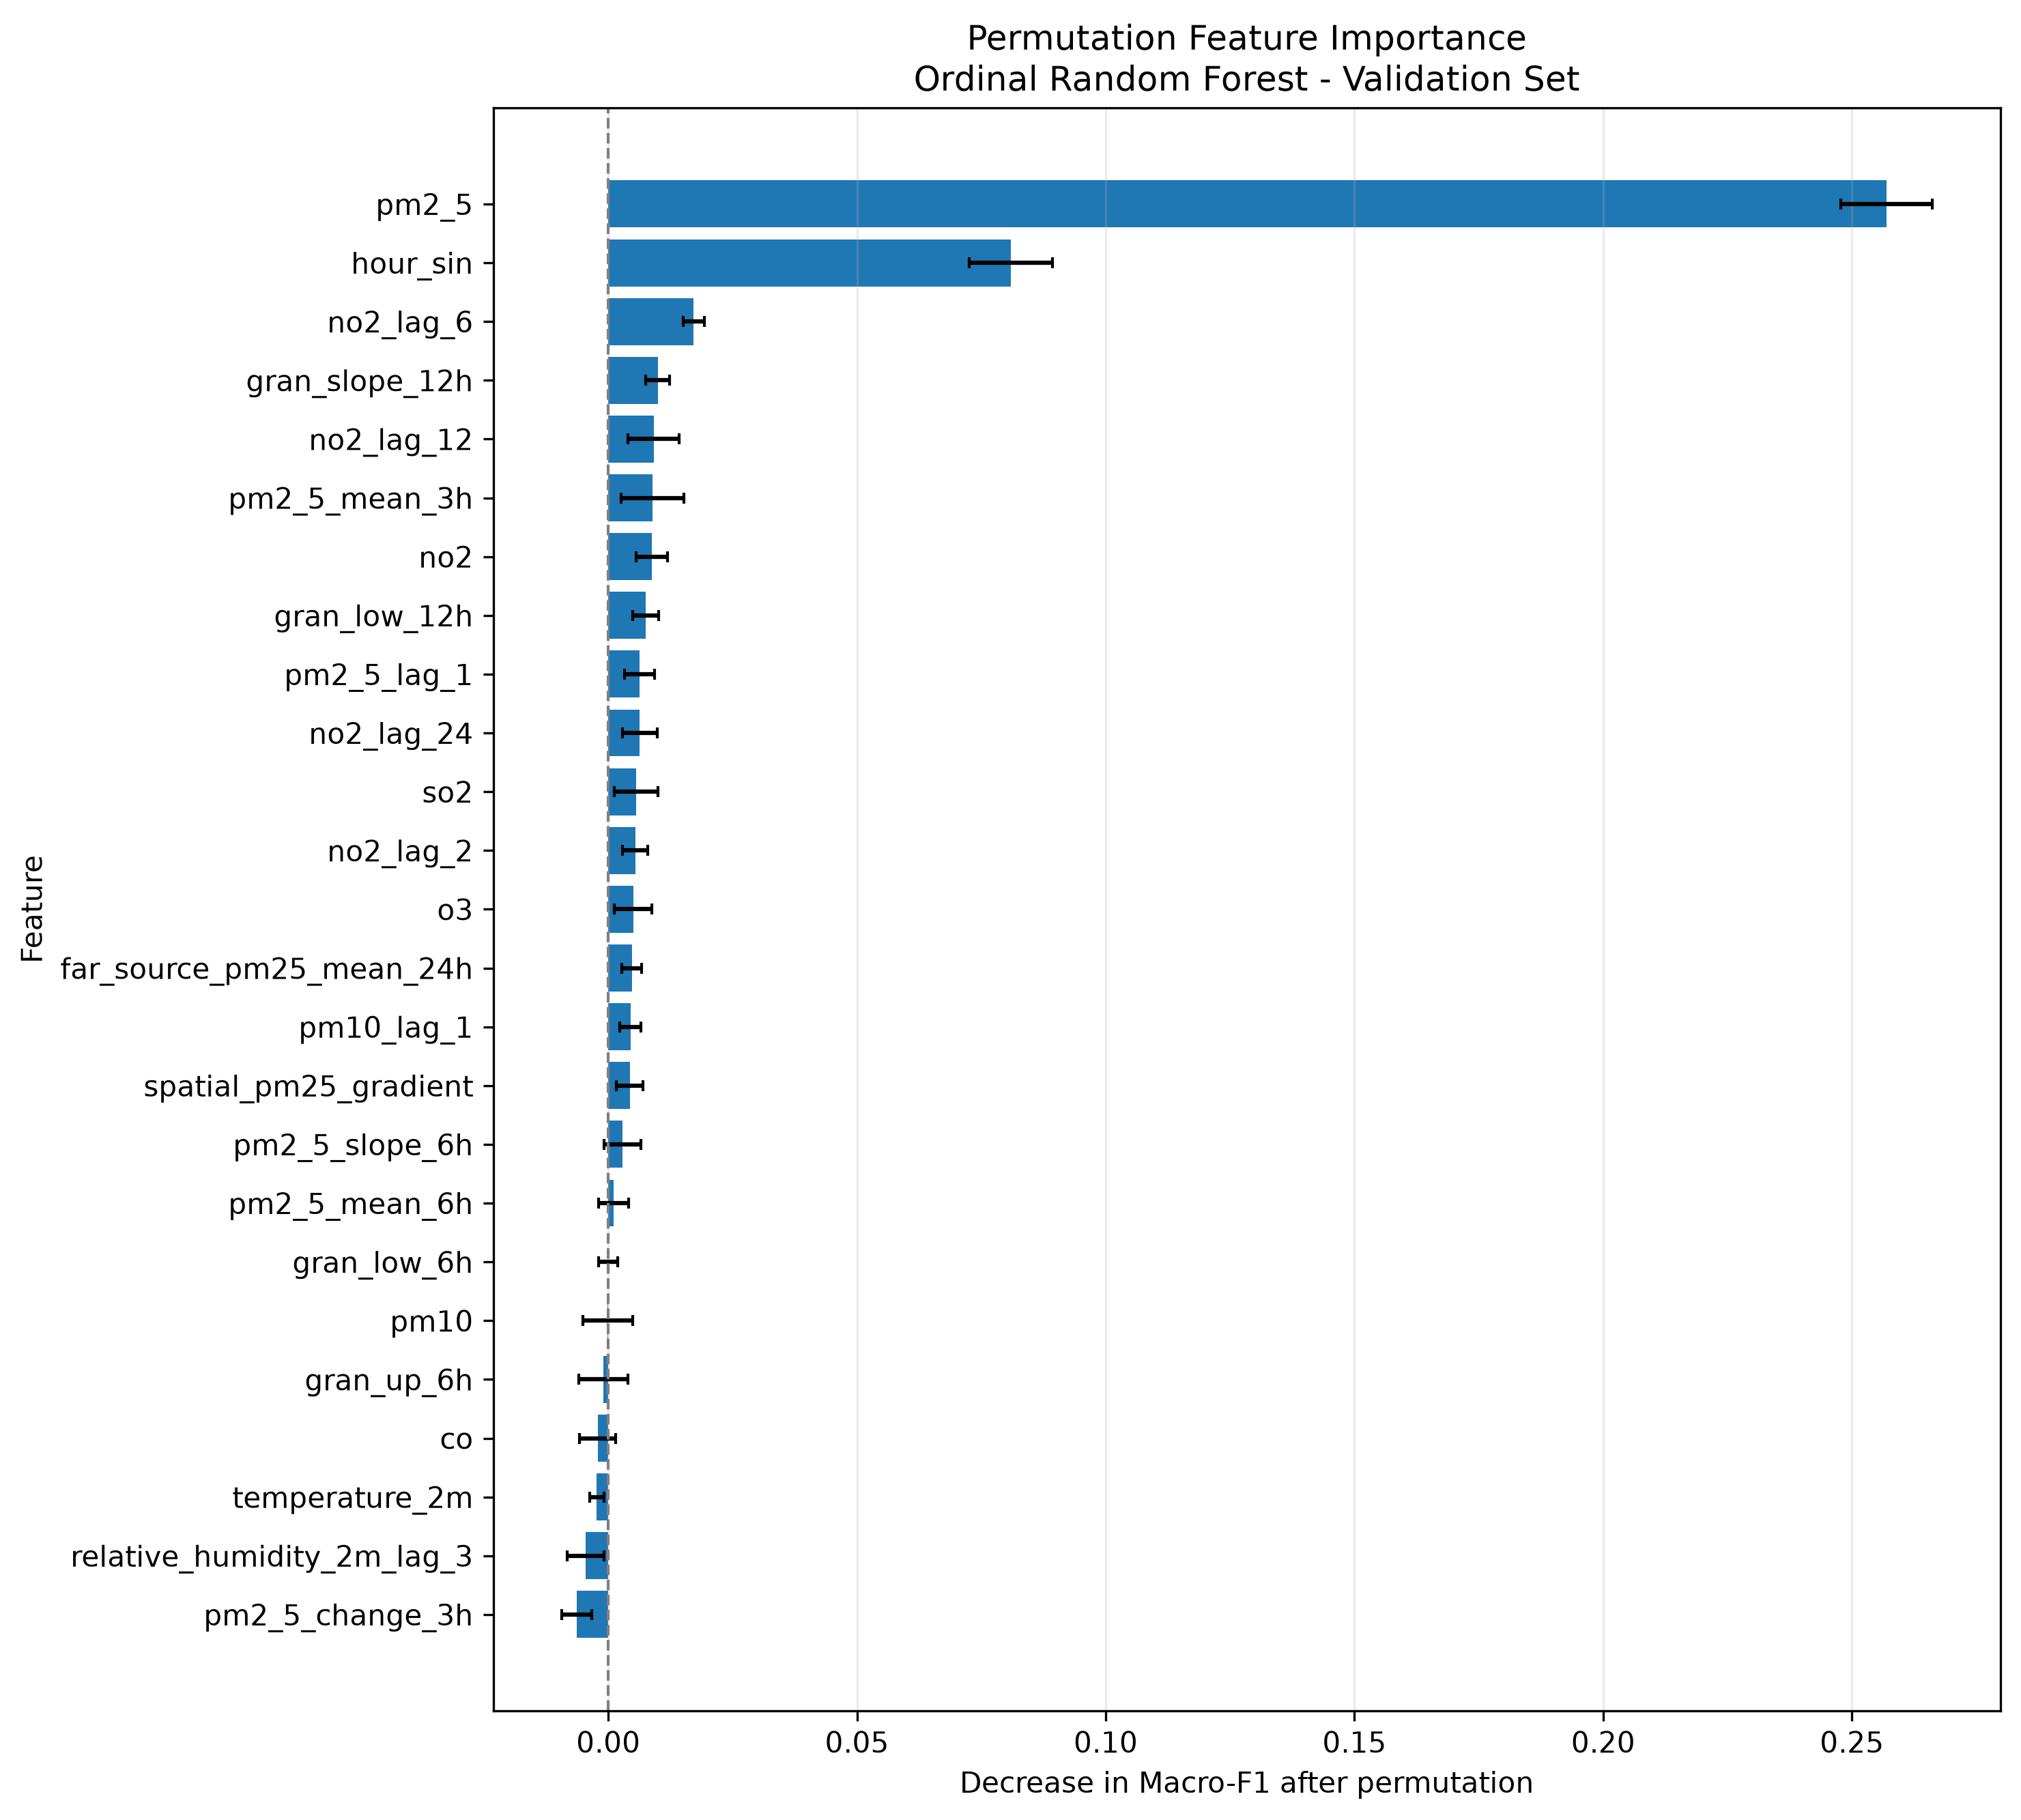 Permutation Feature Importance
Ordinal Random Forest - Validation Set
Feature
pm2_5
hour_sin
no2_lag_6
gran_slope_12h
no2_lag_12
pm2_5_mean_3h
no2
gran_low_12h
pm2_5_lag_1
no2_lag_24
so2
no2_lag_2
o3
far_source_pm25_mean_24h
pm10_lag_1
spatial_pm25_gradient
pm2_5_slope_6h
pm2_5_mean_6h
gran_low_6h
pm10
gran_up_6h
co
temperature_2m
relative_humidity_2m_lag_3
pm2_5_change_3h
0.00 0.05 0.10 0.15 0.20 0.25
Decrease in Macro-F1 after permutation